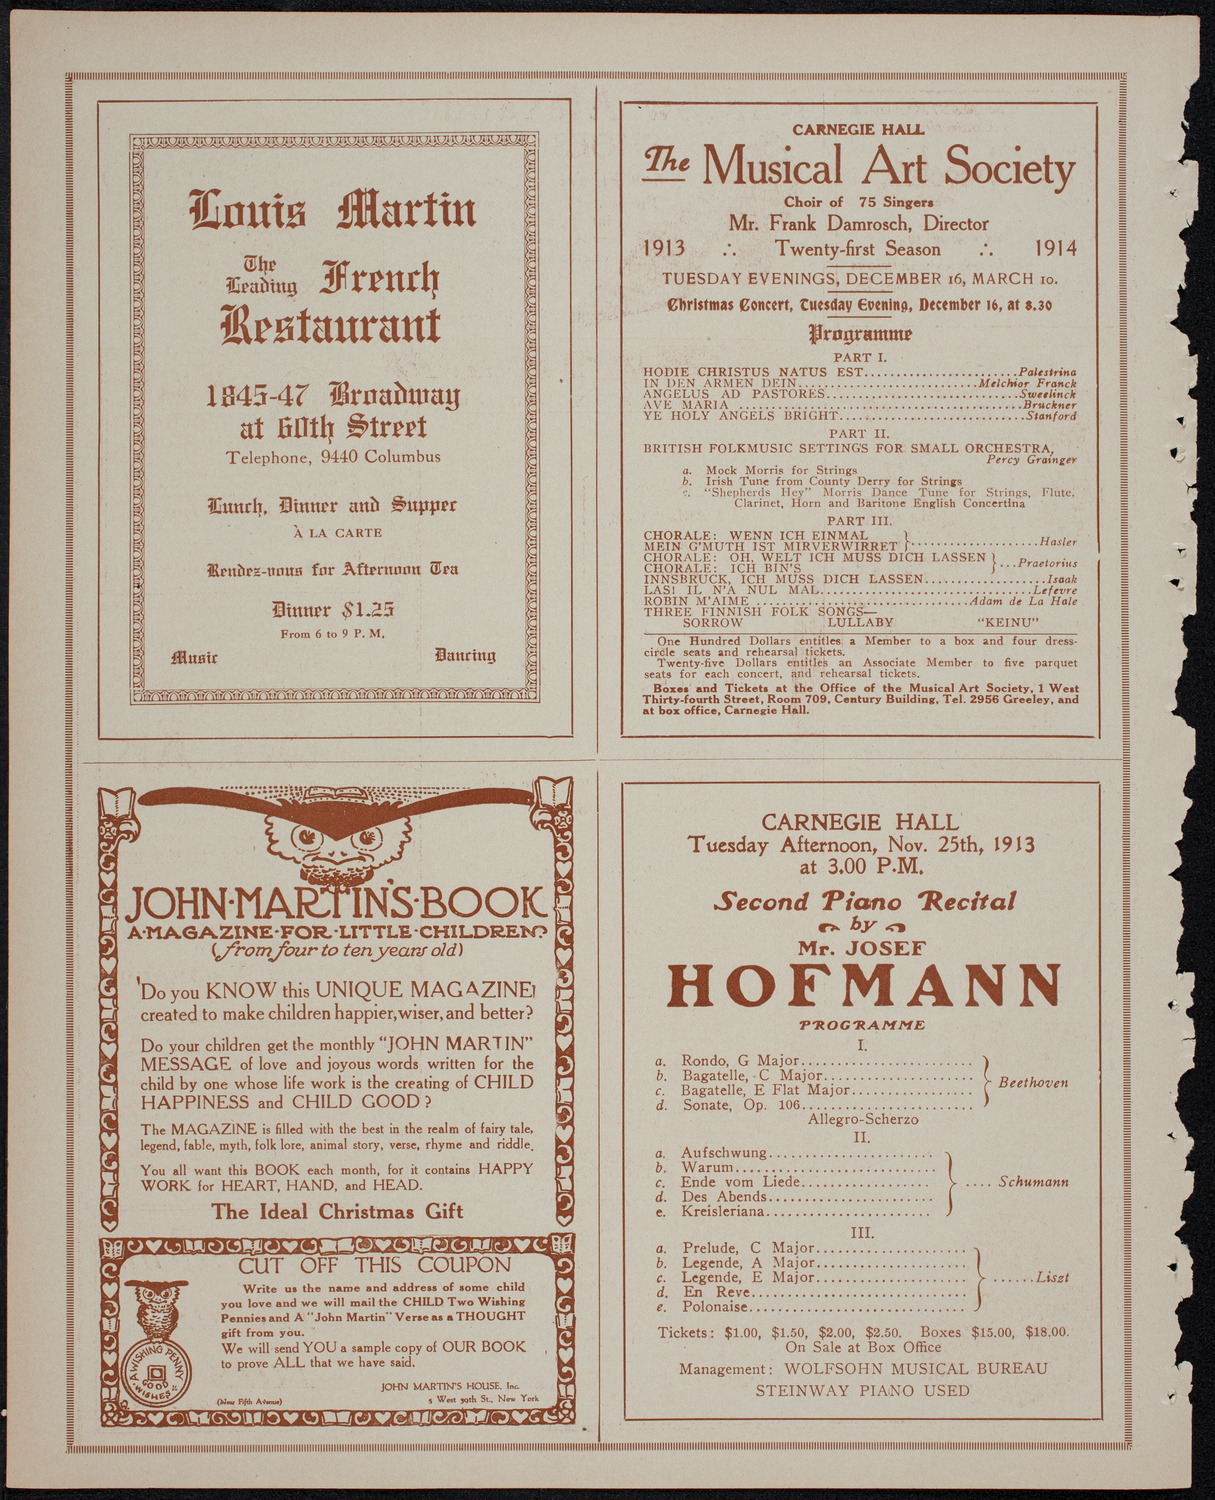 Louis Martin
The Leading French
Restaurant
1845-47 Broadway
at 60th Street
Telephone, 9440 Columbus
Lunch, Dinner and Supper
À LA CARTE
Rendez-vous for Afternoon Tea
Dinner $1.25
From 6 to 9 P. M.
Music Dancing
CARNEGIE HALL
The Musical Art Society
Choir of 75 Singers
Mr. Frank Damrosch, Director
1913 ∴ Twenty-first Season ∴ 1914
TUESDAY EVENINGS, DECEMBER 16, MARCH 10.
Christmas Concert, Tuesday Evening, December 16, at 8.30
Programme
PART I.
HODIE CHRISTUS NATUS EST......................Palestrina
IN DEN ARMEN DEIN...........................Melchior Franck
ANGELUS AD PASTORES.............................Sweelinck
AVE MARIA ...........................................Bruckner
YE HOLY ANGELS BRIGHT............................Stanford
PART II.
BRITISH FOLKMUSIC SETTINGS FOR SMALL ORCHESTRA,
Percy Grainger
a. Mock Morris for Strings
b. Irish Tune from County Derry for Strings
c. "Shepherds Hey" Morris Dance Tune for Strings, Flute,
Clarinet, Horn and Baritone English Concertina
PART III.
CHORALE: WENN ICH EINMAL
MEIN G'MUTH IST MIRVERWIRRET }....................Hasler
CHORALE: OH, WELT ICH MUSS DICH LASSEN
CHORALE: ICH BIN'S }...Praetorius
INNSBRUCK, ICH MUSS DICH LASSEN...................Isaak
LAS! IL N'A NUL MAL.................................Lefevre
ROBIN M'AIME .................................Adam de La Hale
THREE FINNISH FOLK SONGS—
SORROW LULLABY "KEINU"
One Hundred Dollars entitles a Member to a box and four dress-
circle seats and rehearsal tickets.
Twenty-five Dollars entitles an Associate Member to five parquet
seats for each concert, and rehearsal tickets.
Boxes and Tickets at the Office of the Musical Art Society, 1 West
Thirty-fourth Street, Room 709, Century Building, Tel. 2956 Greeley, and
at box office, Carnegie Hall.
JOHN·MARTIN'S·BOOK
A·MAGAZINE·FOR·LITTLE·CHILDREN?
(from four to ten years old)
Do you KNOW this UNIQUE MAGAZINE
created to make children happier, wiser, and better?
Do your children get the monthly "JOHN MARTIN"
MESSAGE of love and joyous words written for the
child by one whose life work is the creating of CHILD
HAPPINESS and CHILD GOOD?
The MAGAZINE is filled with the best in the realm of fairy tale,
legend, fable, myth, folk lore, animal story, verse, rhyme and riddle.
You all want this BOOK each month, for it contains HAPPY
WORK for HEART, HAND, and HEAD.
The Ideal Christmas Gift
CUT OFF THIS COUPON
Write us the name and address of some child
you love and we will mail the CHILD Two Wishing
Pennies and A "John Martin" Verse as a THOUGHT
gift from you.
We will send YOU a sample copy of OUR BOOK
to prove ALL that we have said.
A WISHING PENNY
GOOD
WISHES
JOHN MARTIN'S HOUSE, Inc.
(Near Fifth Avenue) 5 West 39th St., New York
CARNEGIE HALL
Tuesday Afternoon, Nov. 25th, 1913
at 3.00 P.M.
Second Piano Recital
by
Mr. JOSEF
HOFMANN
PROGRAMME
I.
a. Rondo, G Major......................
b. Bagatelle, C Major...................
c. Bagatelle, E Flat Major................
d. Sonate, Op. 106......................
} Beethoven
Allegro-Scherzo
II.
a. Aufschwung......................
b. Warum..........................
c. Ende vom Liede.................
d. Des Abends......................
e. Kreisleriana......................
} .... Schumann
III.
a. Prelude, C Major....................
b. Legende, A Major...................
c. Legende, E Major...................
d. En Reve............................
e. Polonaise............................
} ......Liszt
Tickets: $1.00, $1.50, $2.00, $2.50. Boxes $15.00, $18.00.
On Sale at Box Office
Management: WOLFSOHN MUSICAL BUREAU
STEINWAY PIANO USED